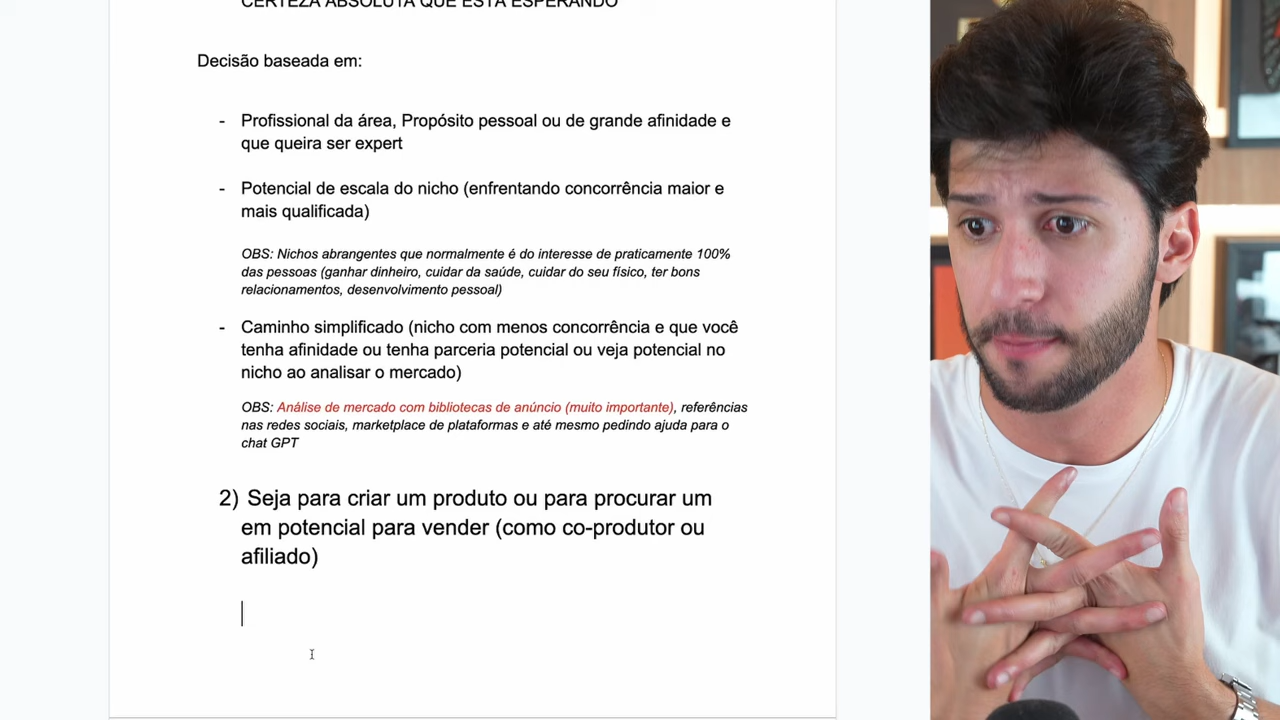 CERTEZA ABSOLUTA QUE ESTÁ ESPERANDO
Decisão baseada em:
- Profissional da área, Propósito pessoal ou de grande afinidade e
que queira ser expert
- Potencial de escala do nicho (enfrentando concorrência maior e
mais qualificada)
OBS: Nichos abrangentes que normalmente é do interesse de praticamente 100%
das pessoas (ganhar dinheiro, cuidar da saúde, cuidar do seu físico, ter bons
relacionamentos, desenvolvimento pessoal)
- Caminho simplificado (nicho com menos concorrência e que você
tenha afinidade ou tenha parceria potencial ou veja potencial no
nicho ao analisar o mercado)
OBS: Análise de mercado com bibliotecas de anúncio (muito importante), referências
nas redes sociais, marketplace de plataformas e até mesmo pedindo ajuda para o
chat GPT
2) Seja para criar um produto ou para procurar um
em potencial para vender (como co-produtor ou
afiliado)